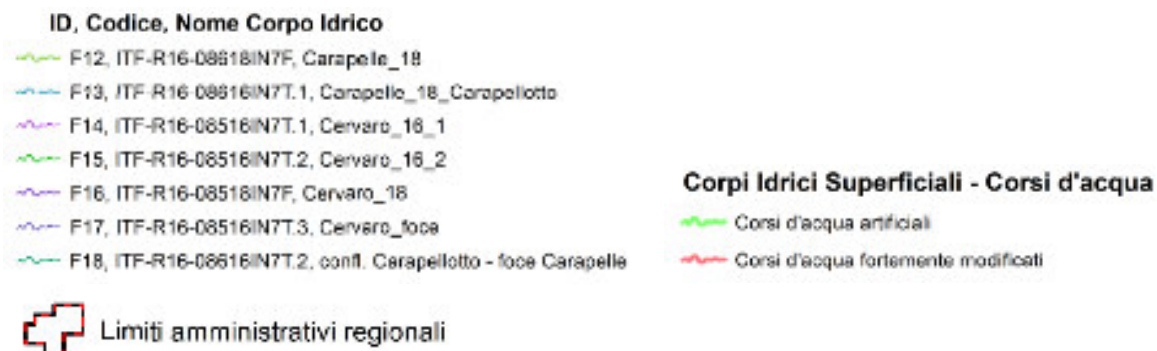 ID, Codice, Nome Corpo Idrico
F12, ITF-R16-08618IN7F, Carapelle_18
F13, ITF-R16-08616IN7T.1, Carapelle_18_Carapellotto
F14, ITF-R16-08516IN7T.1, Cervaro_16_1
F15, ITF-R16-08516IN7T.2, Cervaro_16_2
F16, ITF-R16-08518IN7F, Cervaro_18
F17, ITF-R16-08516IN7T.3, Cervaro_foce
F18, ITF-R16-08616IN7T.2, confl. Carapellotto - foce Carapelle
Limiti amministrativi regionali
Corpi Idrici Superficiali - Corsi d'acqua
Corsi d'acqua artificiali
Corsi d'acqua fortemente modificati